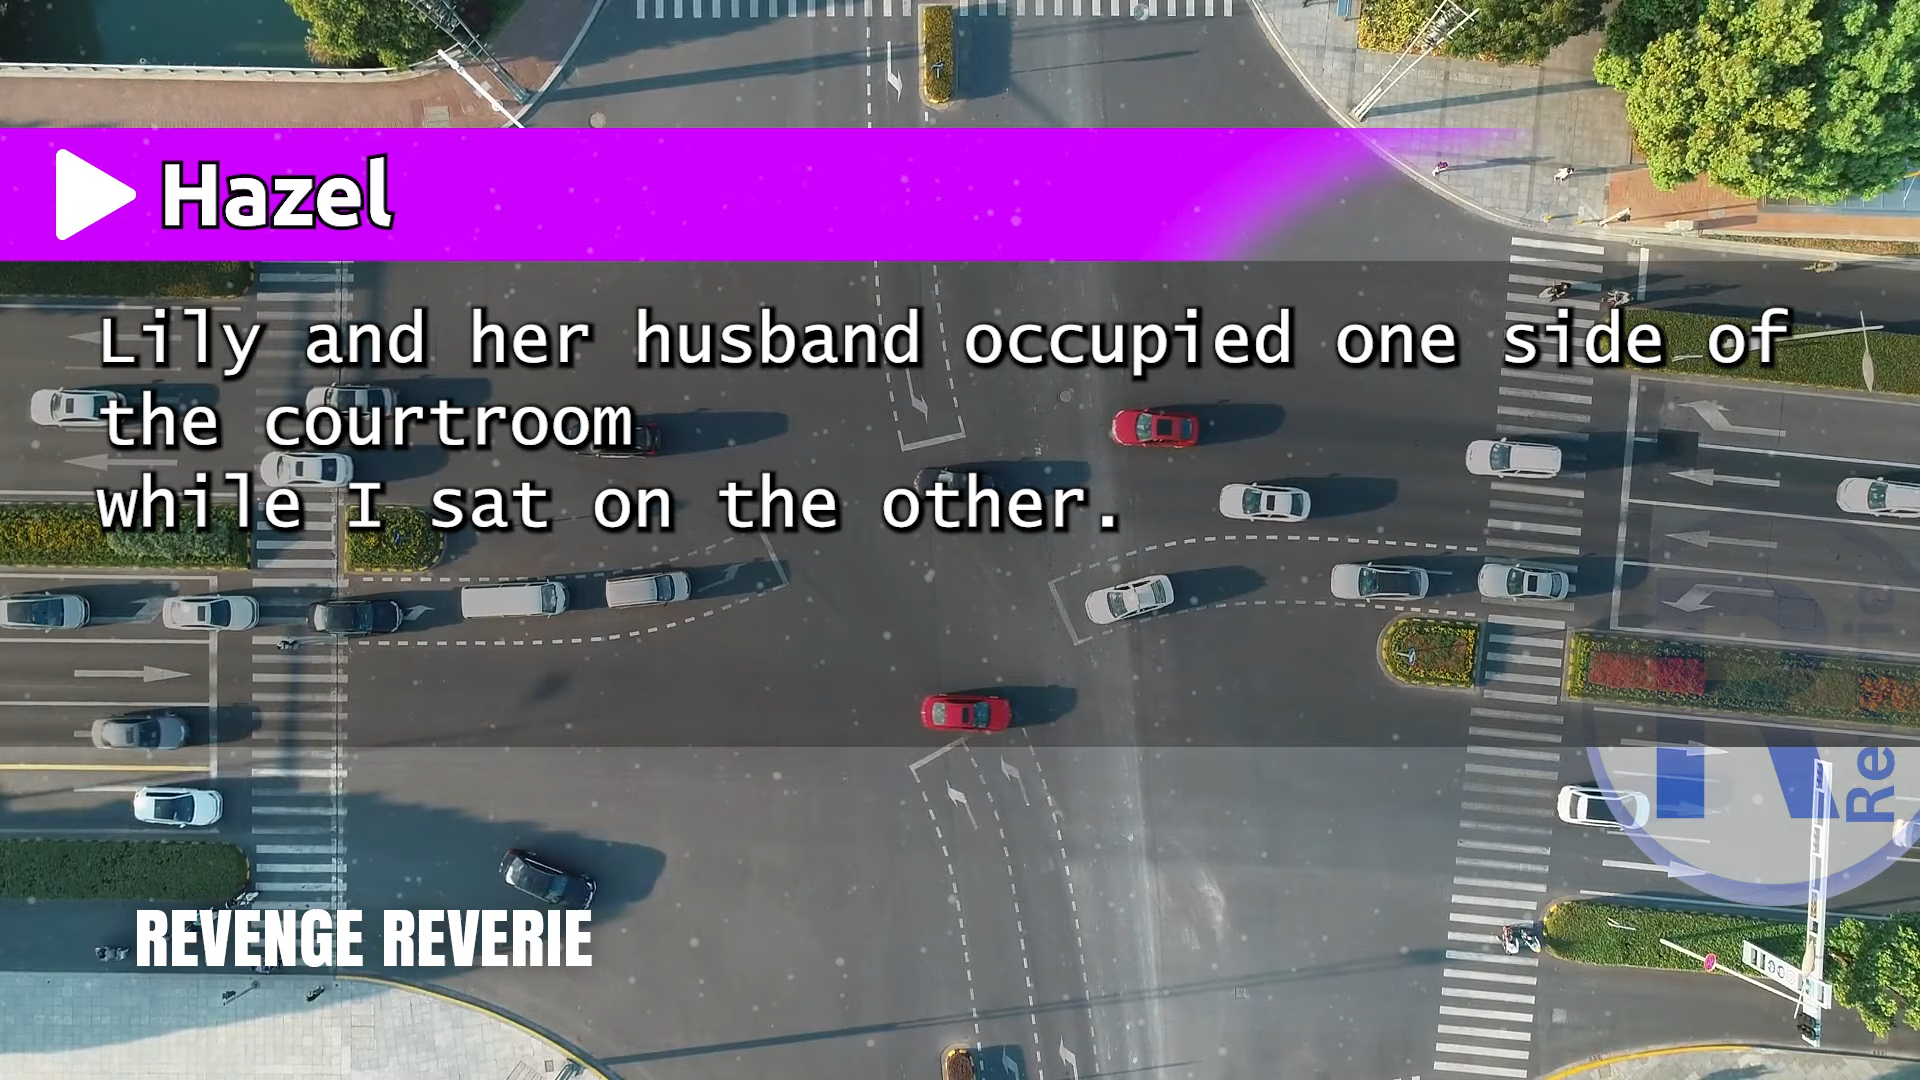 Hazel
Lily and her husband occupied one side of
the courtroom
while I sat on the other.
REVENGE REVERIE